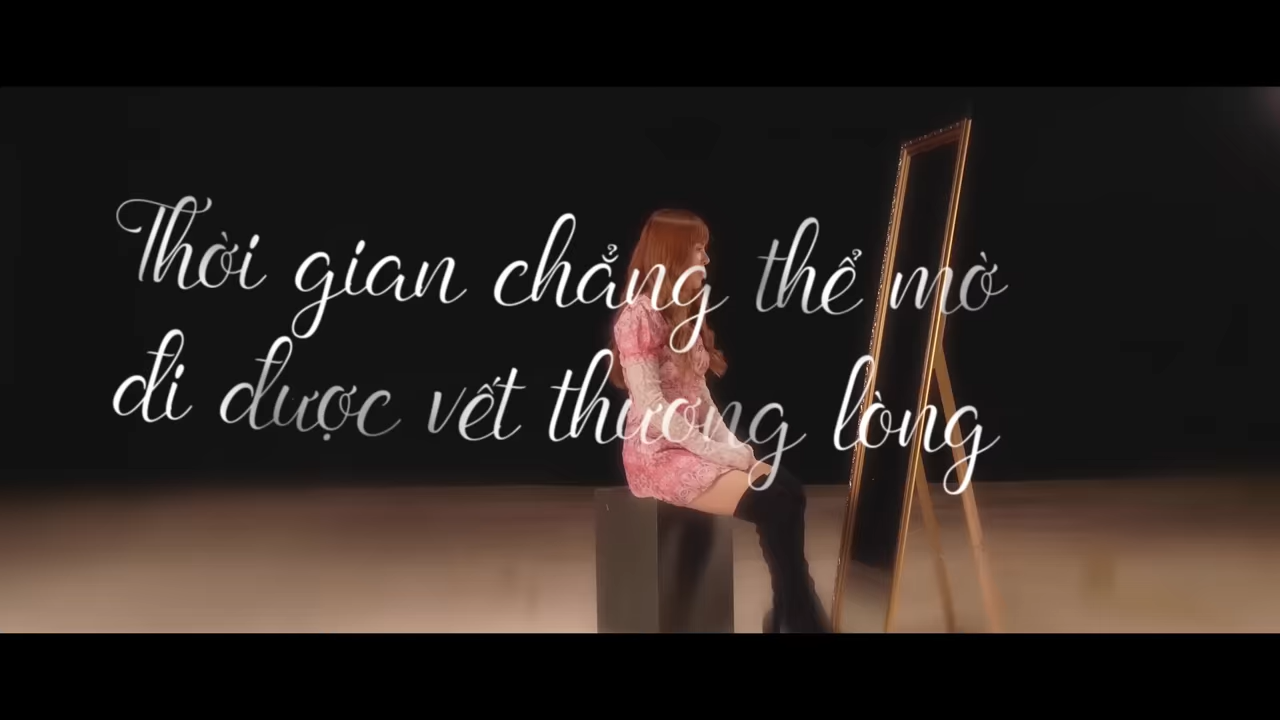 Thời gian chẳng thể mờ
đi được vết thương lòng